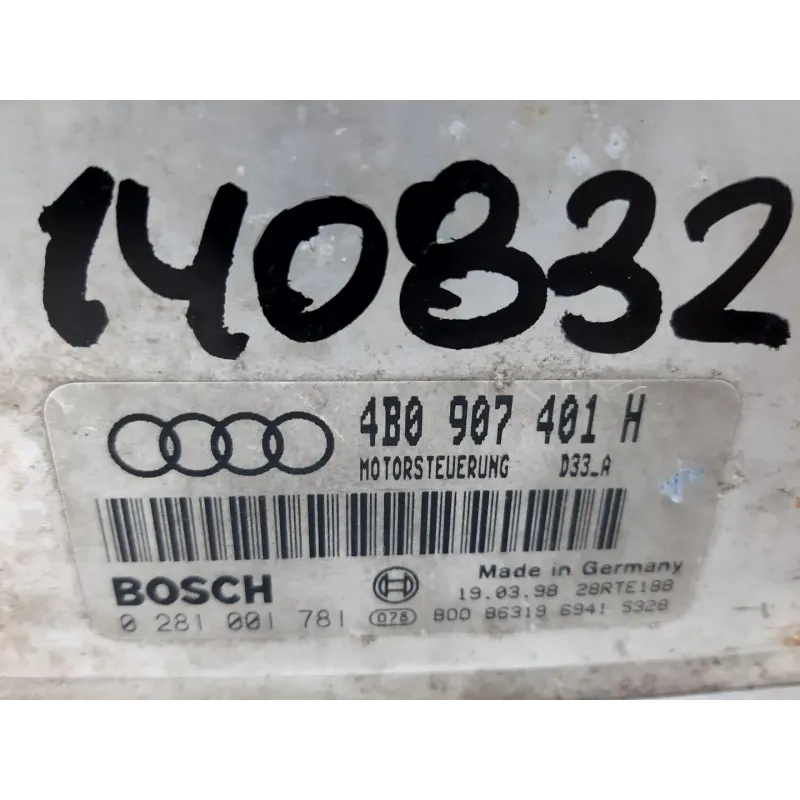 140832
4B0 907 401 H
MOTORSTEUERUNG D33_A
BOSCH Made in Germany
19.03.98 28RTE188
0 281 001 781 078 800 86319 6941 5328